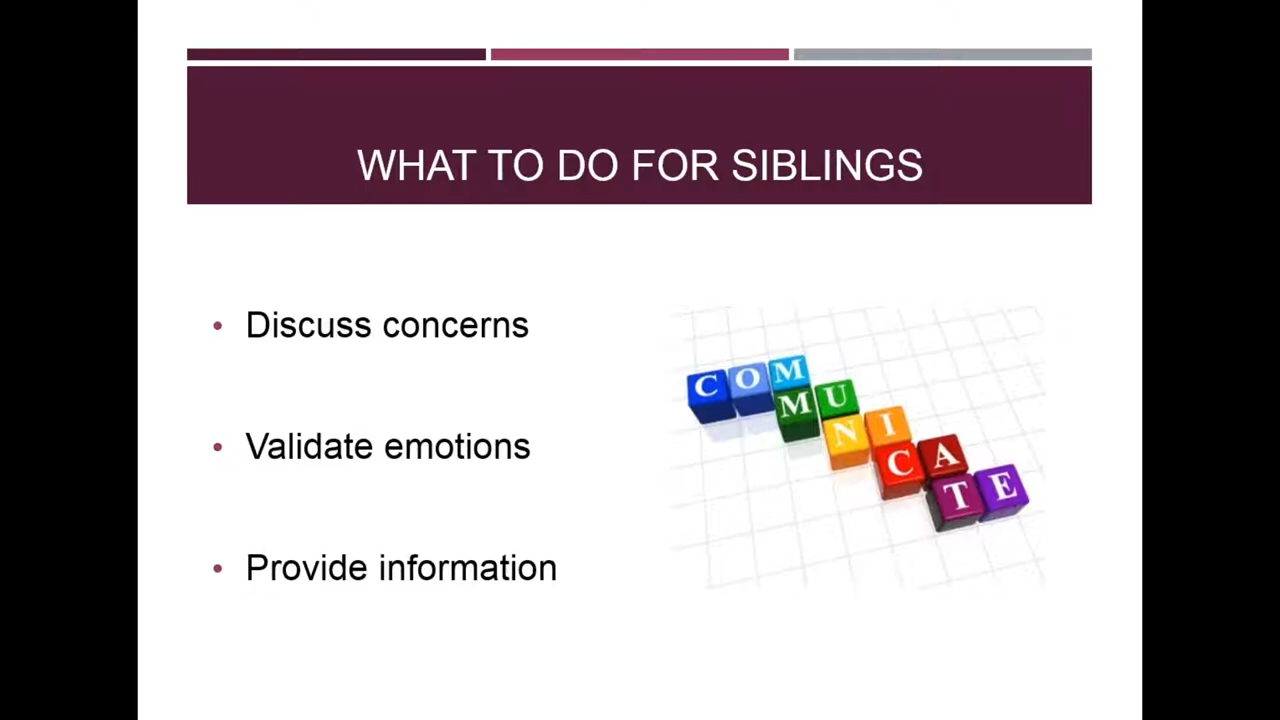 WHAT TO DO FOR SIBLINGS
• Discuss concerns
• Validate emotions
• Provide information
COMMUNICATE